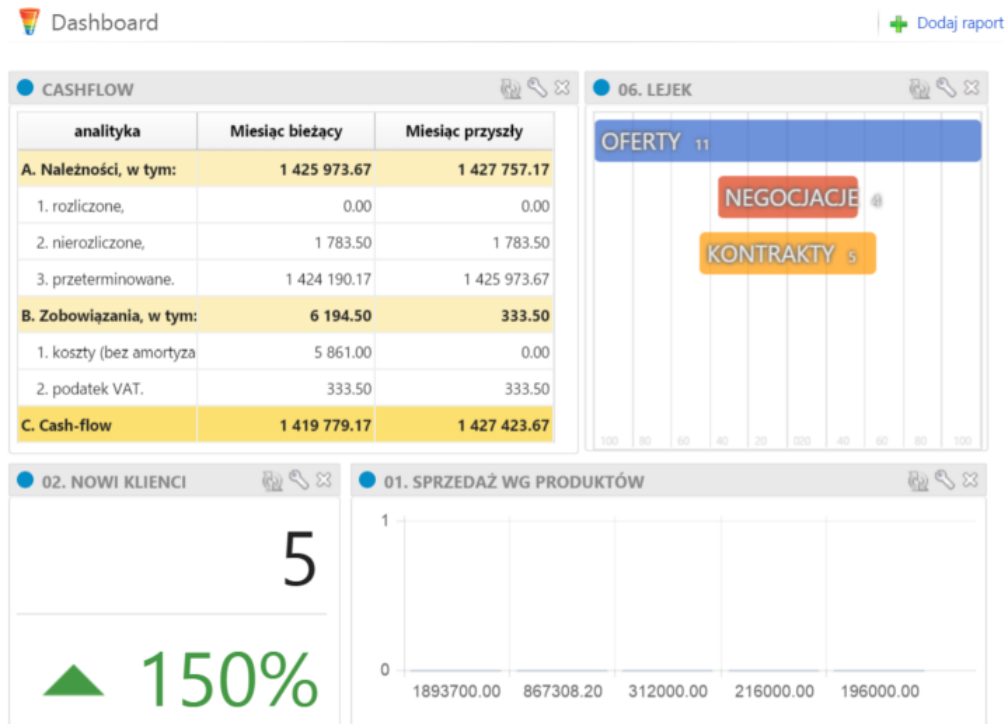 Dashboard
Dodaj raport
CASHFLOW
analityka Miesiąc bieżący Miesiąc przyszły
A. Należności, w tym: 1 425 973.67 1 427 757.17
1. rozliczone, 0.00 0.00
2. nierozliczone, 1 783.50 1 783.50
3. przeterminowane. 1 424 190.17 1 425 973.67
B. Zobowiązania, w tym: 6 194.50 333.50
1. koszty (bez amortyza 5 861.00 0.00
2. podatek VAT. 333.50 333.50
C. Cash-flow 1 419 779.17 1 427 423.67
06. LEJEK
OFERTY 11
NEGOCJACJE
KONTRAKTY 5
100 80 60 40 20 020 40 60 80 100
02. NOWI KLIENCI
5
150%
01. SPRZEDAŻ WG PRODUKTÓW
1
0
1893700.00 867308.20 312000.00 216000.00 196000.00